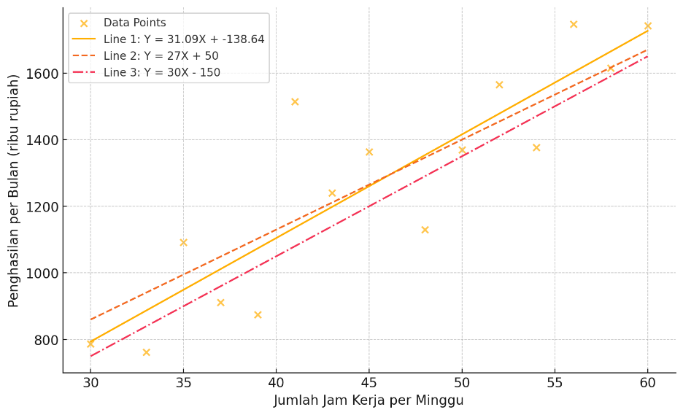 Data Points
Line 1: Y = 31.09X + -138.64
Line 2: Y = 27X + 50
Line 3: Y = 30X - 150
Penghasilan per Bulan (ribu rupiah)
1600
1400
1200
1000
800
30 35 40 45 50 55 60
Jumlah Jam Kerja per Minggu